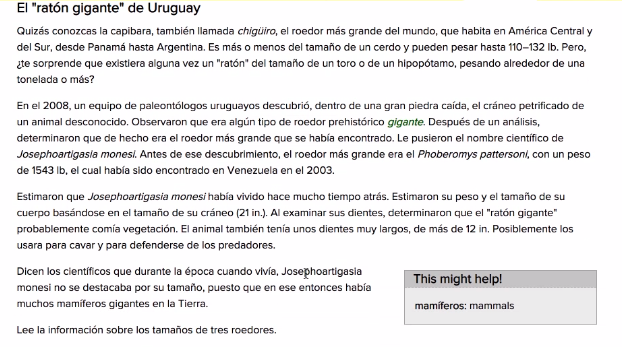 El "ratón gigante" de Uruguay
Quizás conozcas la capibara, también llamada chigüiro, el roedor más grande del mundo, que habita en América Central y
del Sur, desde Panamá hasta Argentina. Es más o menos del tamaño de un cerdo y pueden pesar hasta 110–132 lb. Pero,
¿te sorprende que existiera alguna vez un "ratón" del tamaño de un toro o de un hipopótamo, pesando alrededor de una
tonelada o más?
En el 2008, un equipo de paleontólogos uruguayos descubrió, dentro de una gran piedra caída, el cráneo petrificado de
un animal desconocido. Observaron que era algún tipo de roedor prehistórico gigante. Después de un análisis,
determinaron que de hecho era el roedor más grande que se había encontrado. Le pusieron el nombre científico de
Josephoartigasia monesi. Antes de ese descubrimiento, el roedor más grande era el Phoberomys pattersoni, con un peso
de 1543 lb, el cual había sido encontrado en Venezuela en el 2003.
Estimaron que Josephoartigasia monesi había vivido hace mucho tiempo atrás. Estimaron su peso y el tamaño de su
cuerpo basándose en el tamaño de su cráneo (21 in.). Al examinar sus dientes, determinaron que el "ratón gigante"
probablemente comía vegetación. El animal también tenía unos dientes muy largos, de más de 12 in. Posiblemente los
usara para cavar y para defenderse de los predadores.
Dicen los científicos que durante la época cuando vivía, Josephoartigasia
monesi no se destacaba por su tamaño, puesto que en ese entonces había
muchos mamíferos gigantes en la Tierra.
This might help!
mamíferos: mammals
Lee la información sobre los tamaños de tres roedores.